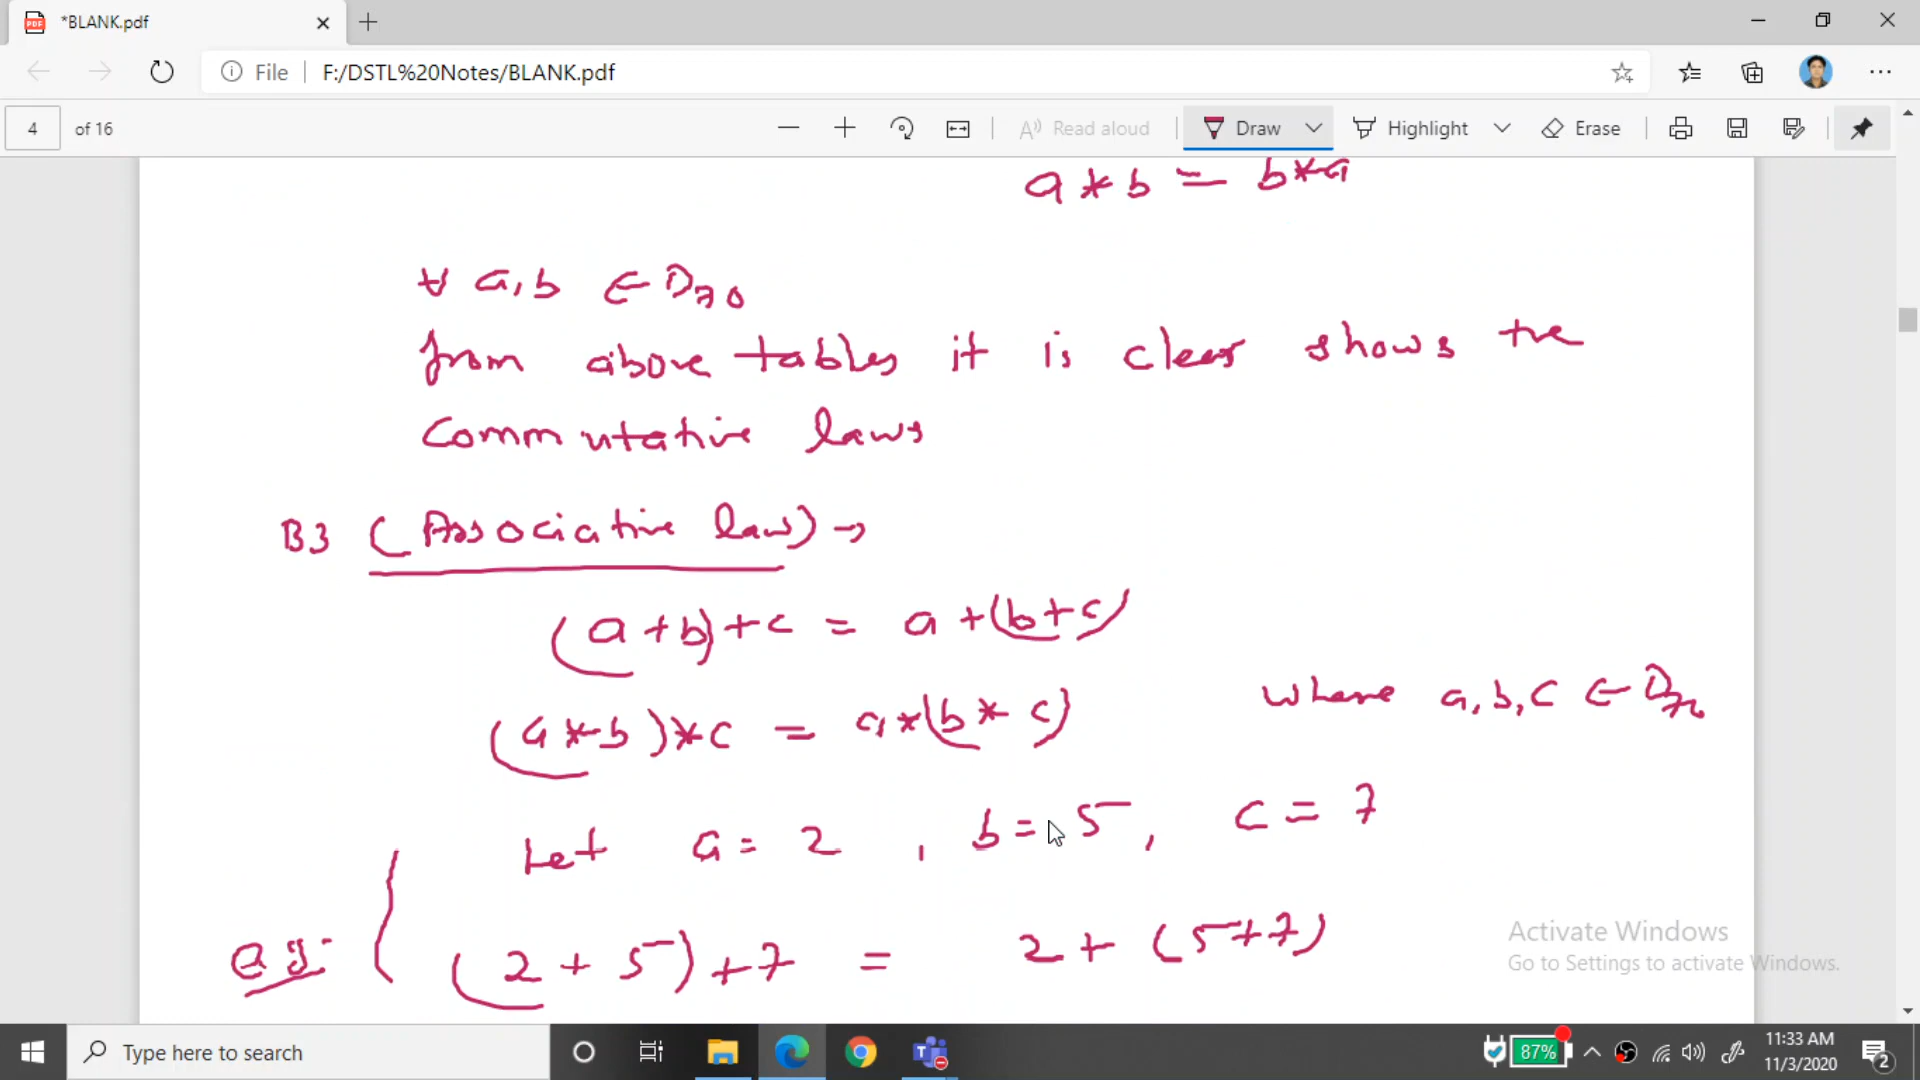 *BLANK.pdf
File F:/DSTL%20Notes/BLANK.pdf
4 of 16 Read aloud Draw Highlight Erase
a * b = b * a
∀ a, b ∈ D70
from above tables it is clear shows the
Commutative laws
B3 (Associative law) →
(a + b) + c = a + (b + c)
(a * b) * c = a * (b * c) where a, b, c ∈ D70
Let a = 2 , b = 5 , c = 7
eg:- (2 + 5) + 7 = 2 + (5 + 7)
Activate Windows
Go to Settings to activate Windows.
Type here to search
87%
11:33 AM
11/3/2020
2